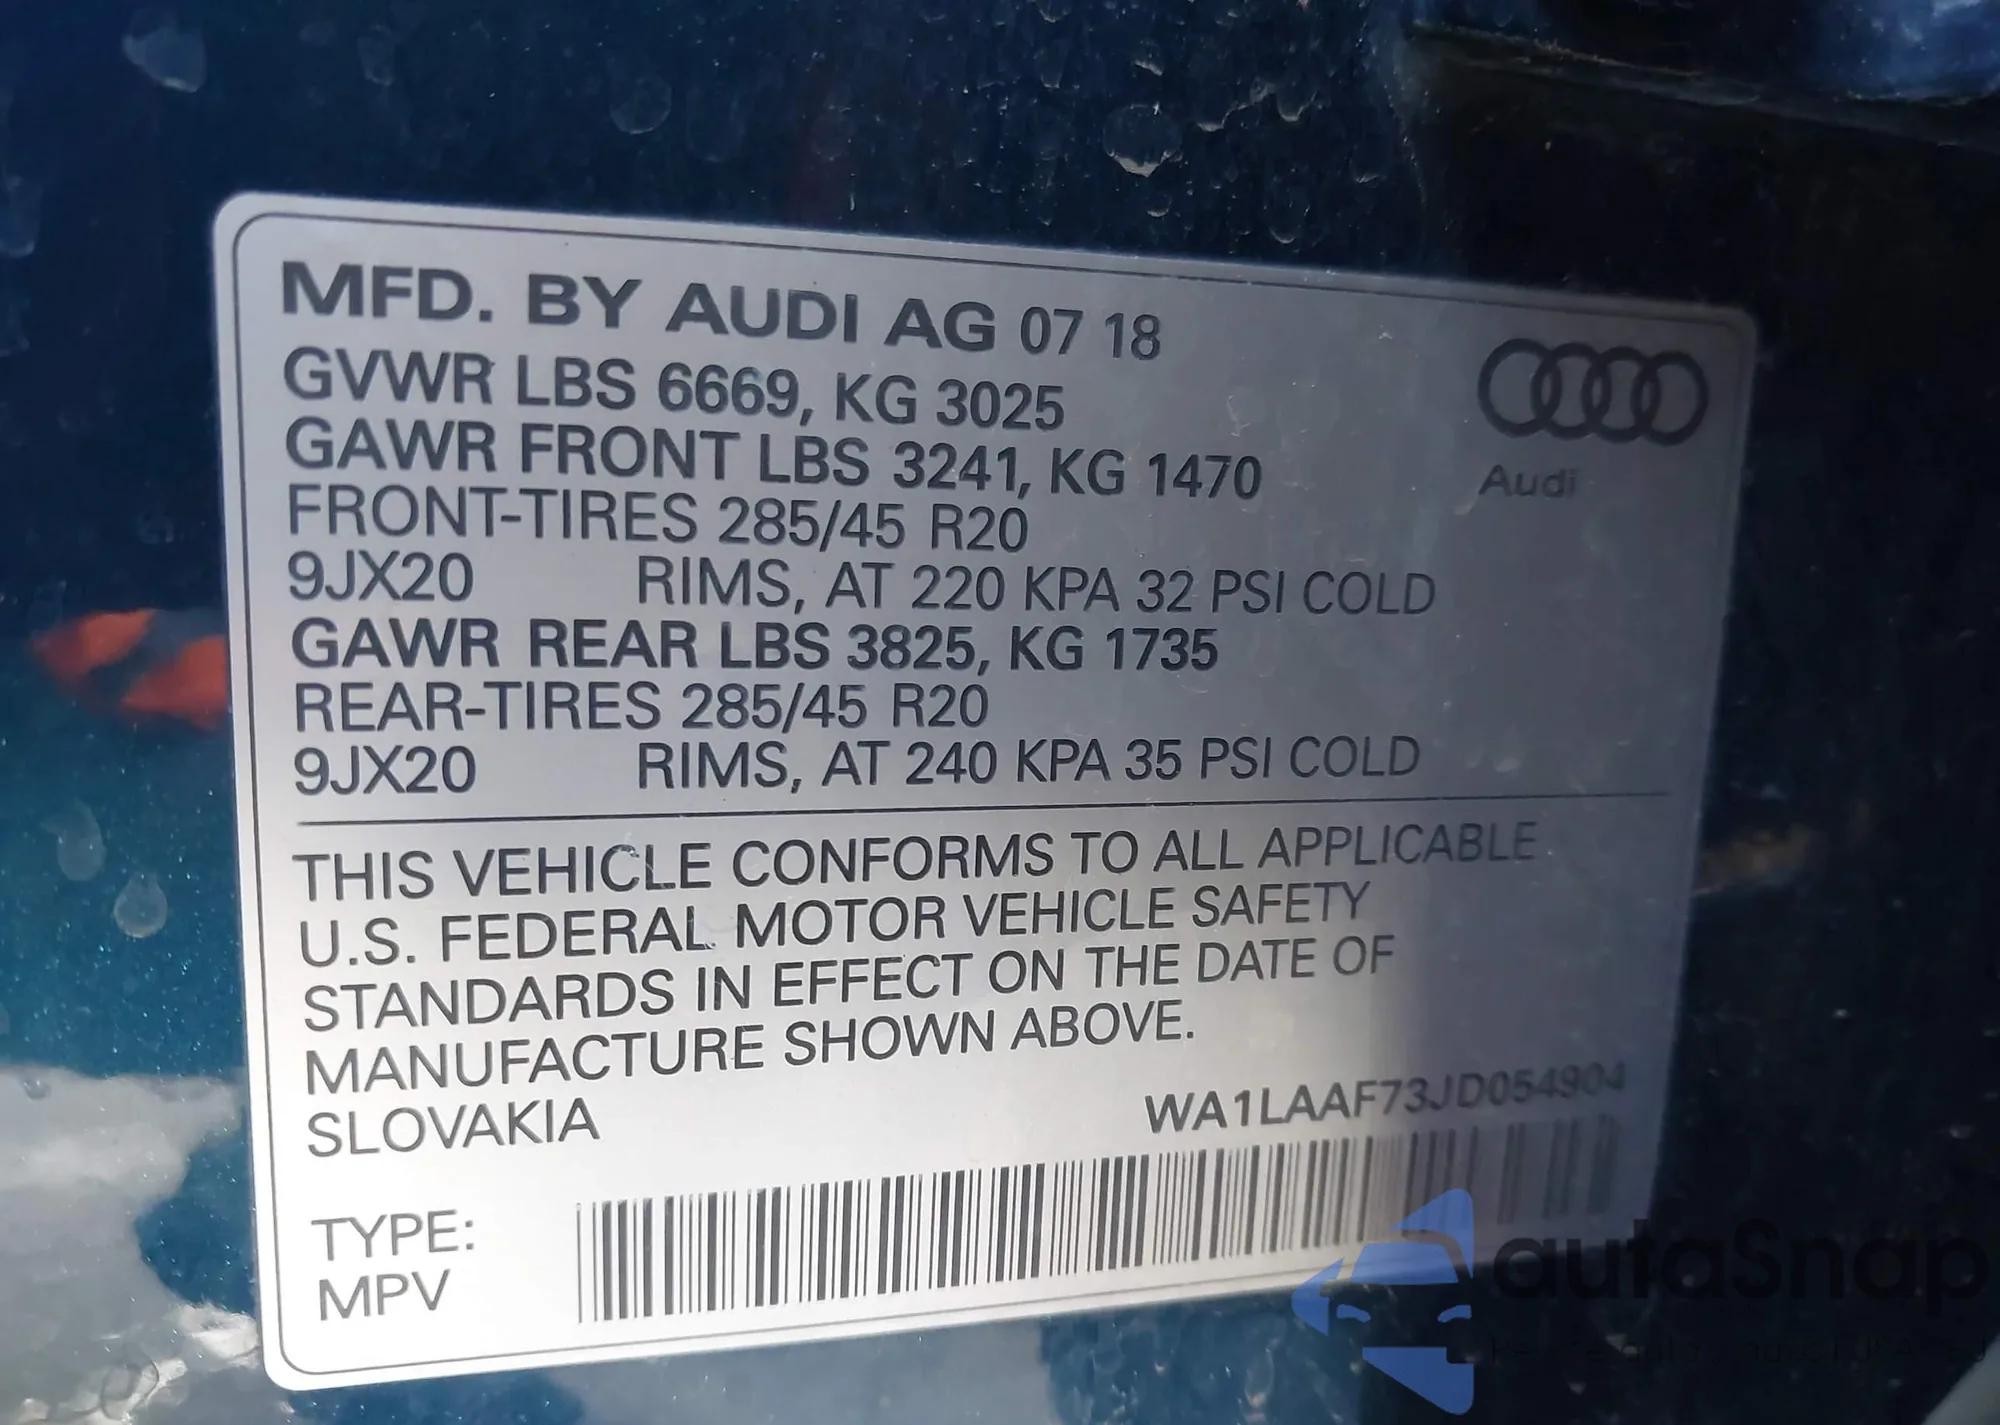 MFD. BY AUDI AG 07 18
GVWR LBS 6669, KG 3025
GAWR FRONT LBS 3241, KG 1470
FRONT-TIRES 285/45 R20
9JX20 RIMS, AT 220 KPA 32 PSI COLD
GAWR REAR LBS 3825, KG 1735
REAR-TIRES 285/45 R20
9JX20 RIMS, AT 240 KPA 35 PSI COLD
Audi
THIS VEHICLE CONFORMS TO ALL APPLICABLE
U.S. FEDERAL MOTOR VEHICLE SAFETY
STANDARDS IN EFFECT ON THE DATE OF
MANUFACTURE SHOWN ABOVE.
SLOVAKIA
WA1LAAF73JD054904
TYPE:
MPV
autaSnap